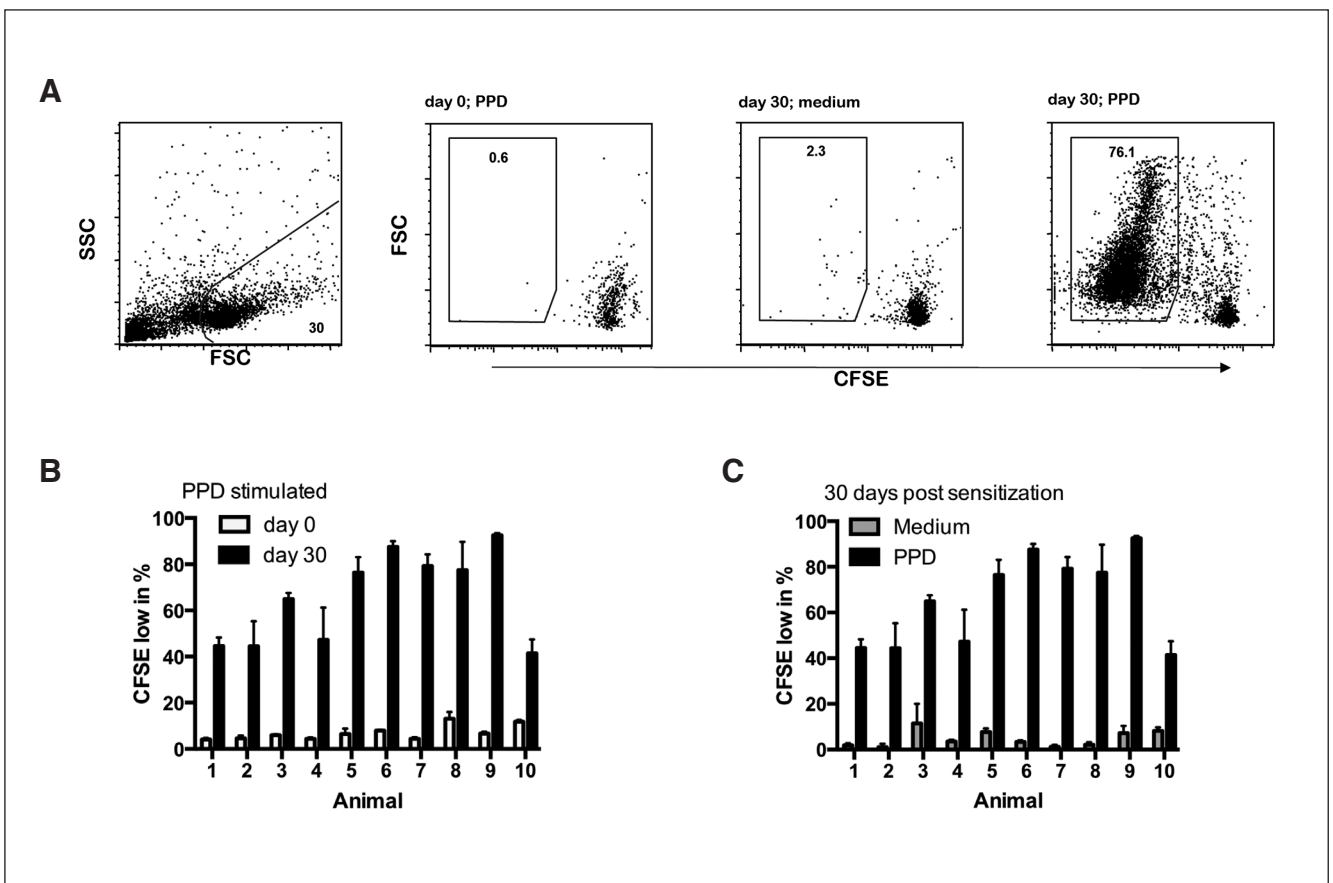 A
day 0; PPD
day 30; medium
day 30; PPD
0.6
2.3
76.1
SSC
FSC
30
FSC
CFSE
B
PPD stimulated
day 0
day 30
CFSE low in %
100
80
60
40
20
0
1 2 3 4 5 6 7 8 9 10
Animal
C
30 days post sensitization
Medium
PPD
CFSE low in %
100
80
60
40
20
0
1 2 3 4 5 6 7 8 9 10
Animal